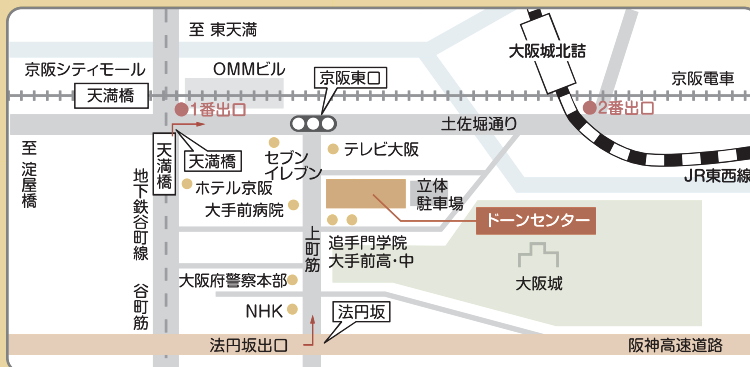 至 東天満
大阪城北詰
京阪シティモール
OMMビル
京阪東口
京阪電車
天満橋
1番出口
2番出口
土佐堀通り
至 淀屋橋
天満橋
天満橋
セブン
イレブン
テレビ大阪
JR東西線
地下鉄谷町線
ホテル京阪
立体
駐車場
大手前病院
ドーンセンター
上町筋
追手門学院
大手前高・中
大阪府警察本部
大阪城
谷町筋
NHK
法円坂
法円坂出口
阪神高速道路